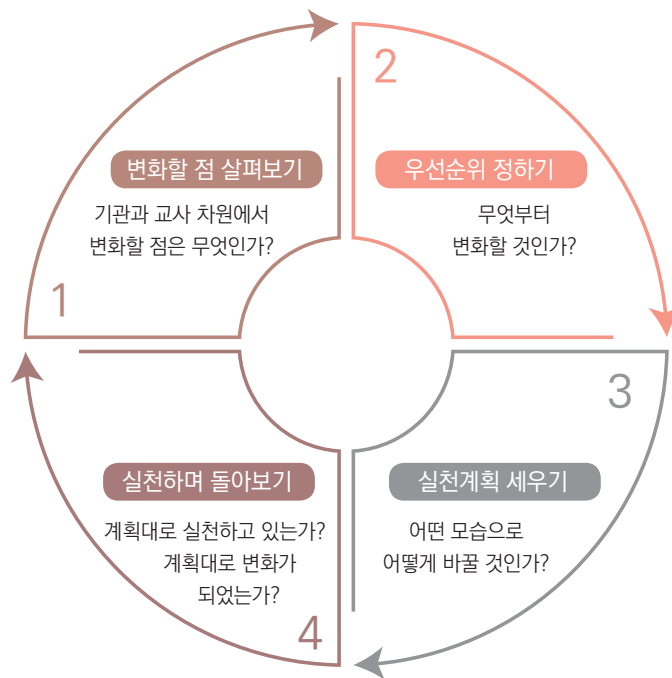 1
변화할 점 살펴보기
기관과 교사 차원에서
변화할 점은 무엇인가?
2
우선순위 정하기
무엇부터
변화할 것인가?
3
실천계획 세우기
어떤 모습으로
어떻게 바꿀 것인가?
4
실천하며 돌아보기
계획대로 실천하고 있는가?
계획대로 변화가
되었는가?